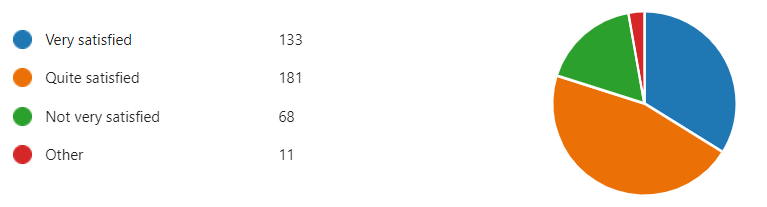 Very satisfied 133
Quite satisfied 181
Not very satisfied 68
Other 11